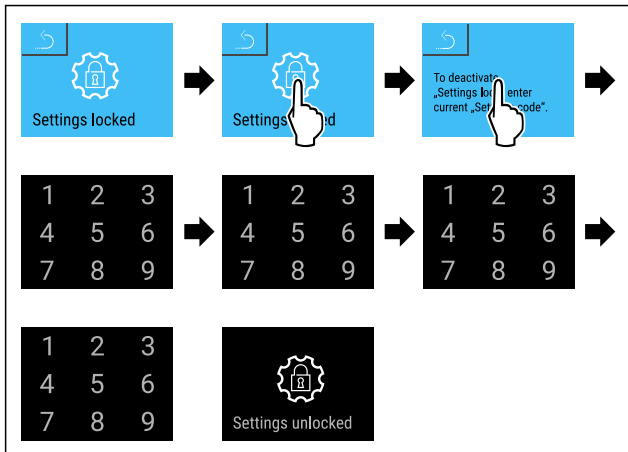 Settings locked
Settings
To deactivate
„Settings enter
current code“.
1 2 3
4 5 6
7 8 9
1 2 3
4 5 6
7 8 9
1 2 3
4 5 6
7 8 9
1 2 3
4 5 6
7 8 9
Settings unlocked